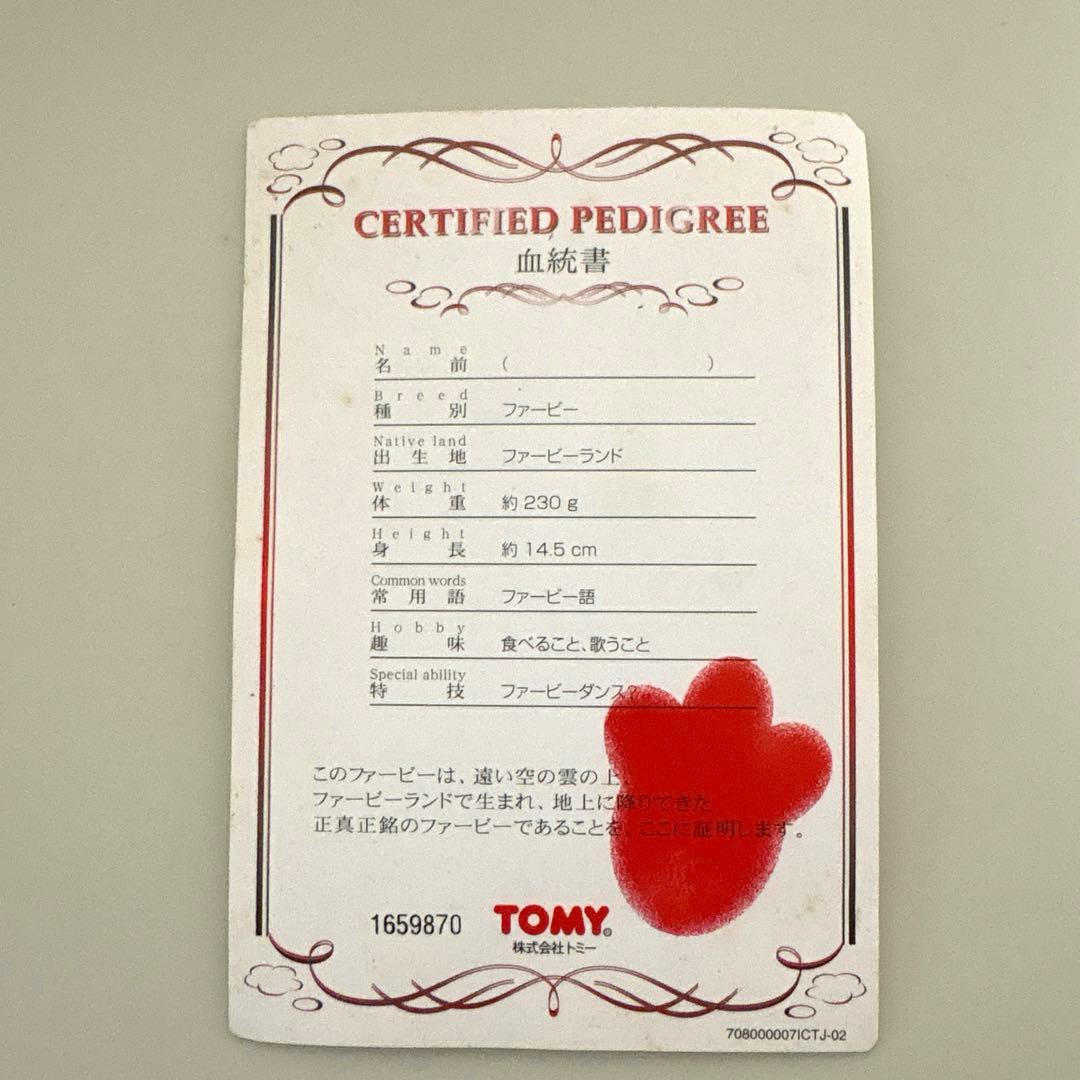 CERTIFIED PEDIGREE
血統書
Name
名前 ( )
Breed
種別 ファービー
Native land
出生地 ファービーランド
Weight
体重 約 230 g
Height
身長 約 14.5 cm
Common words
常用語 ファービー語
Hobby
趣味 食べること、歌うこと
Special ability
特技 ファービーダンス?
このファービーは、遠い空の雲の上、
ファービーランドで生まれ、地上に降りてきた
正真正銘のファービーであることを、ここに証明します。
1659870 TOMY®
株式会社トミー
708000007ICTJ-02